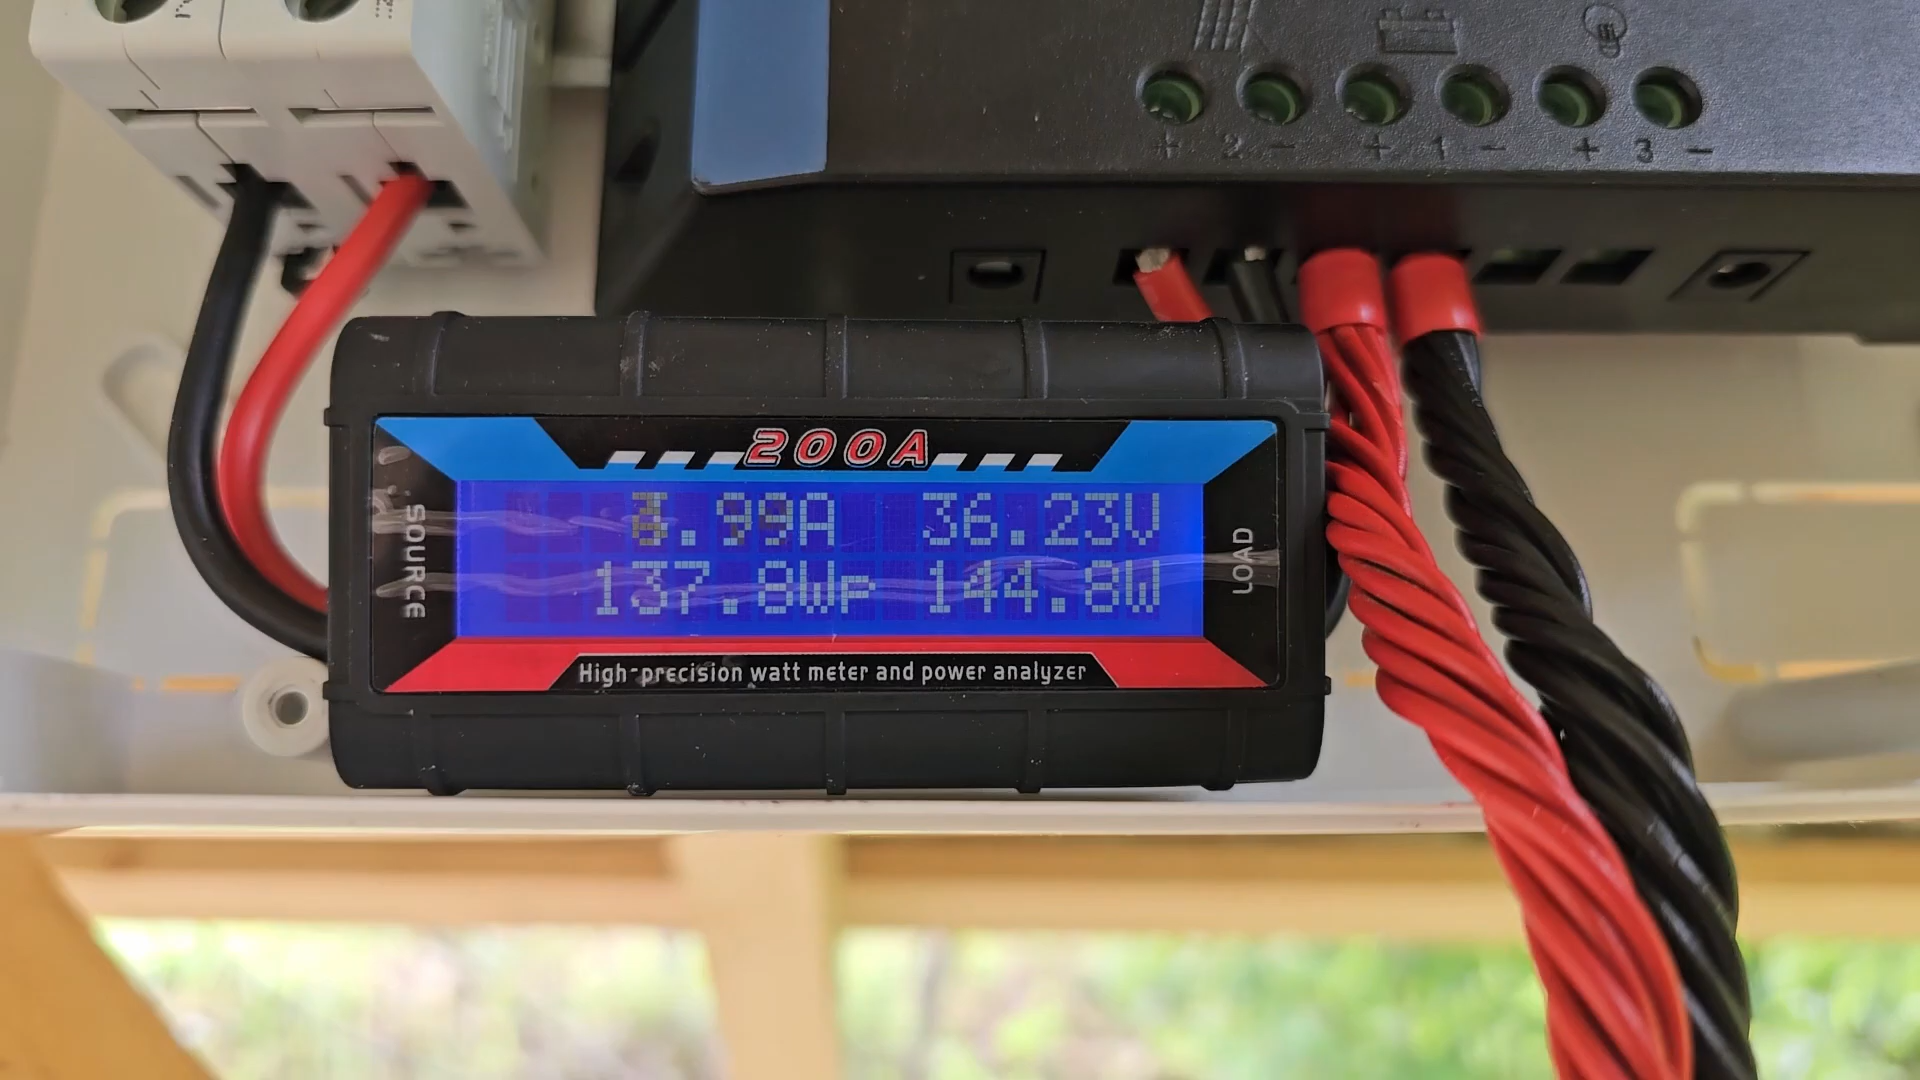 + 2 - + 1 - + 3 -
200A
SOURCE
3.99A 36.23V
137.8Wp 144.8W
LOAD
High-precision watt meter and power analyzer